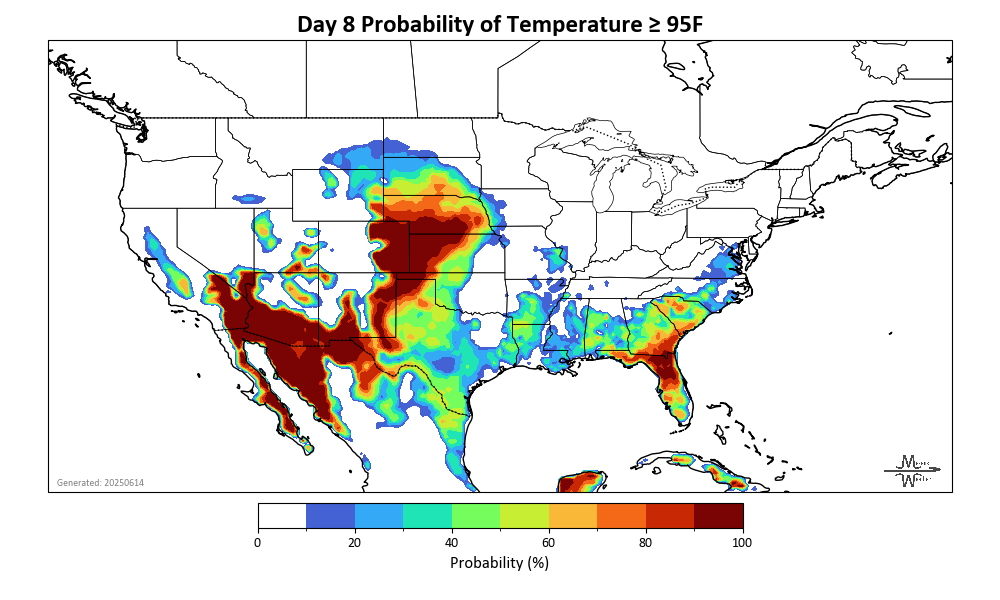 Day 8 Probability of Temperature ≥ 95F
Generated: 20250614
0 20 40 60 80 100
Probability (%)